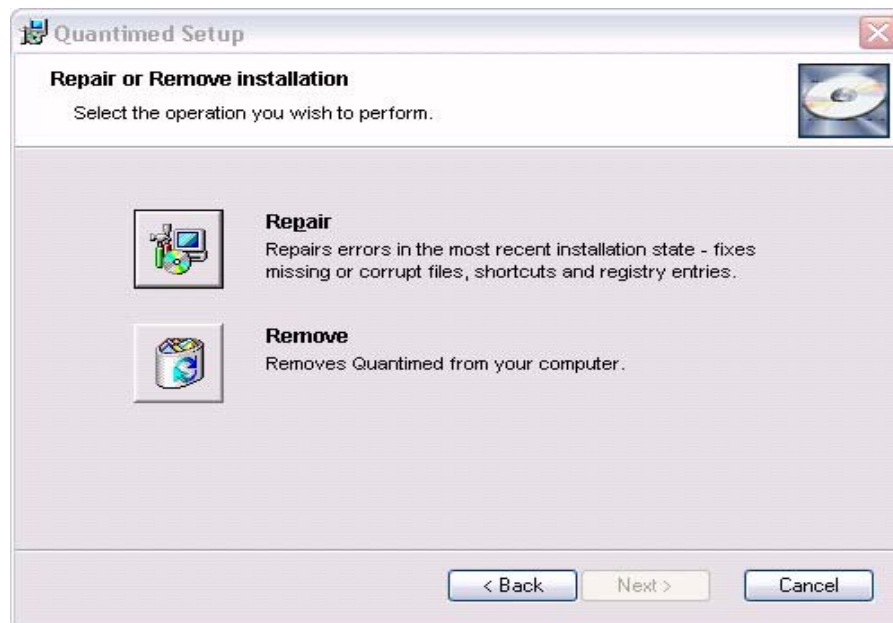 Quantimed Setup
Repair or Remove installation
Select the operation you wish to perform.
Repair
Repairs errors in the most recent installation state - fixes
missing or corrupt files, shortcuts and registry entries.
Remove
Removes Quantimed from your computer.
< Back
Next >
Cancel